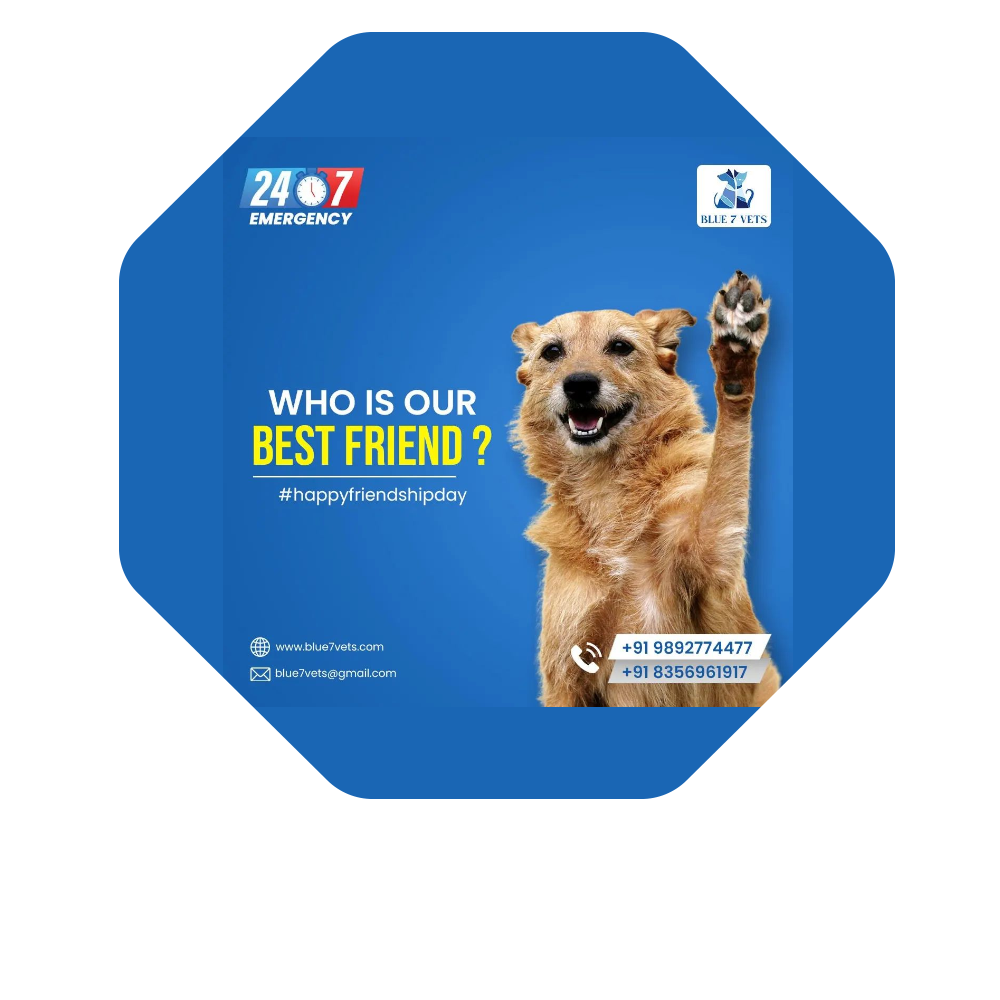 24 7
EMERGENCY
BLUE 7 VETS
WHO IS OUR
BEST FRIEND ?
#happyfriendshipday
www.blue7vets.com
blue7vets@gmail.com
+91 9892774477
+91 8356961917